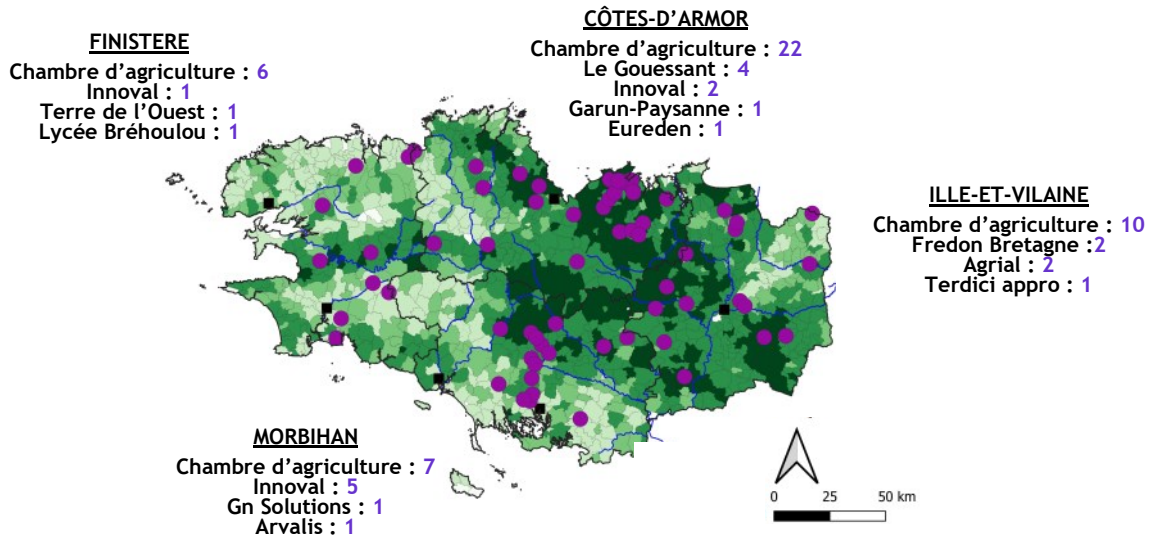 CÔTES-D'ARMOR
Chambre d'agriculture : 22
Le Gouessant : 4
Innoval : 2
Garun-Paysanne : 1
Eureden : 1
FINISTERE
Chambre d'agriculture : 6
Innoval : 1
Terre de l'Ouest : 1
Lycée Bréhoulou : 1
ILLE-ET-VILAINE
Chambre d'agriculture : 10
Fredon Bretagne :2
Agrial : 2
Terdici appro : 1
MORBIHAN
Chambre d'agriculture : 7
Innoval : 5
Gn Solutions : 1
Arvalis : 1
0 25 50 km